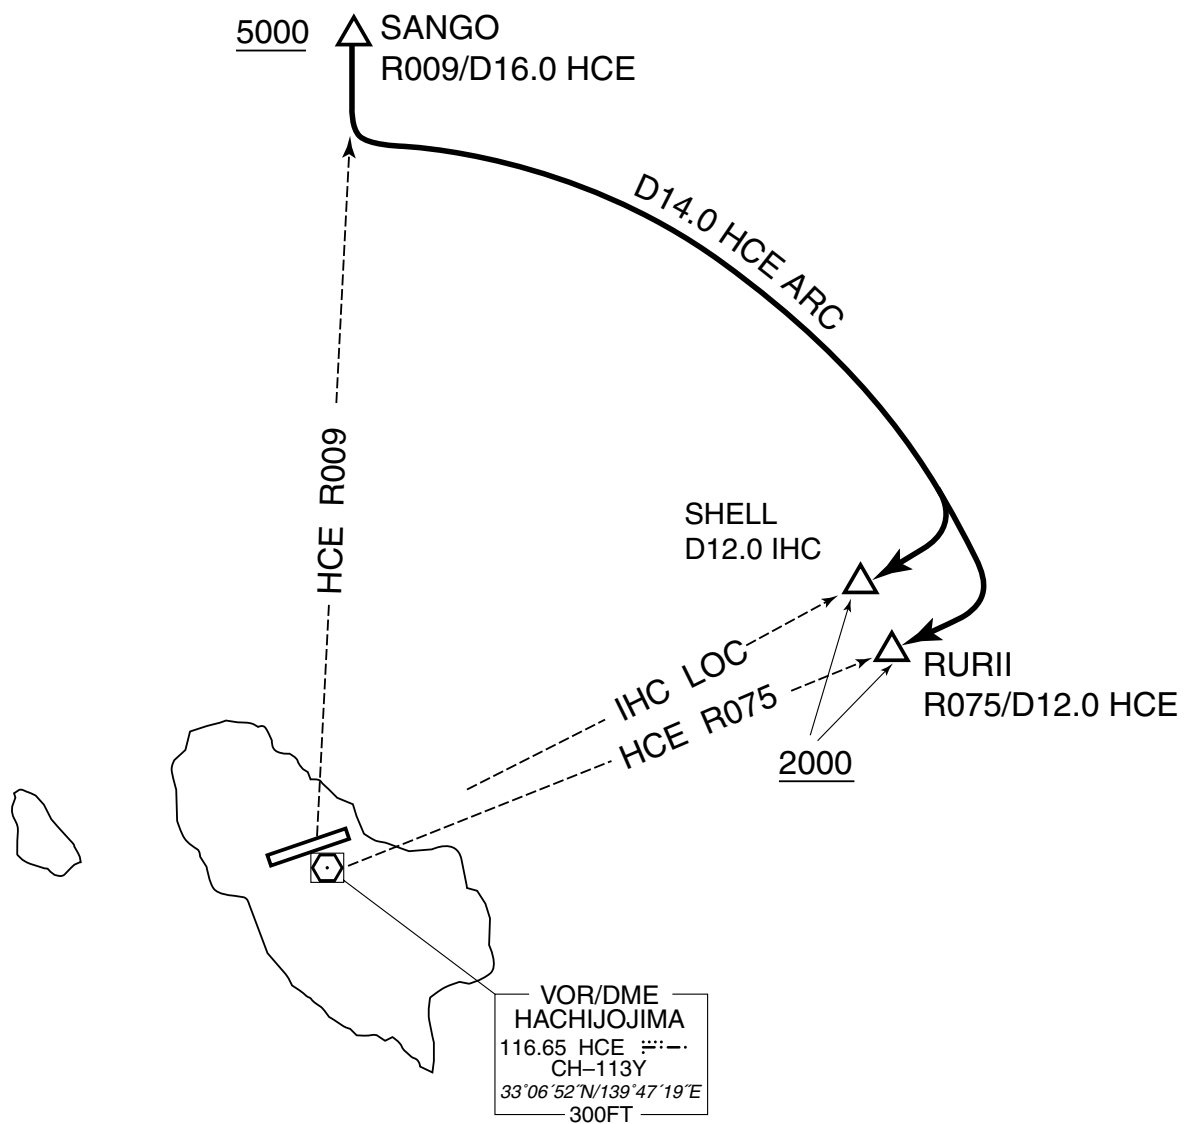 5000
SANGO
R009/D16.0 HCE
D14.0 HCE ARC
HCE R009
SHELL
D12.0 IHC
IHC LOC
HCE R075
RURII
R075/D12.0 HCE
2000
VOR/DME
HACHIJOJIMA
116.65 HCE
CH–113Y
33°06´52˝N/139°47´19˝E
300FT